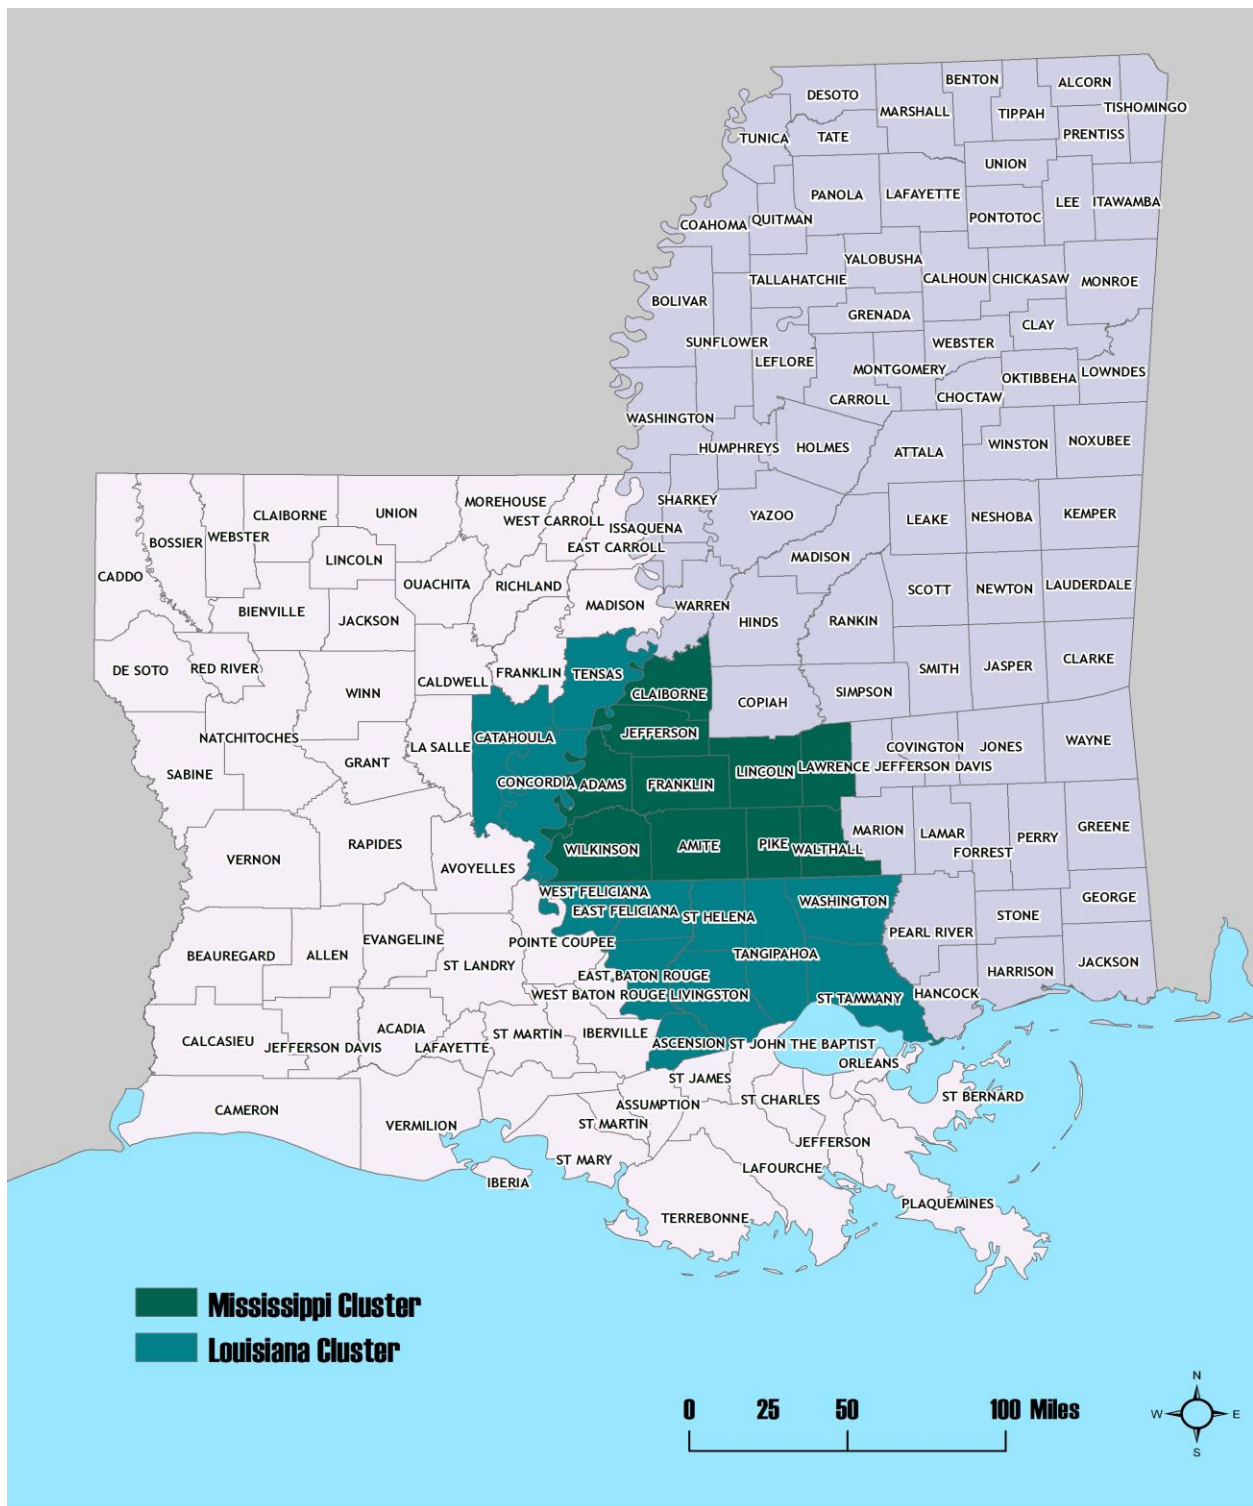 BENTON
ALCORN
DESOTO
MARSHALL
TIPPAH
TISHOMINGO
TUNICA
TATE
PRENTISS
UNION
PANOLA
LAFAYETTE
LEE
ITAWAMBA
COAHOMA
QUITMAN
PONTOTOC
YALOBUSHA
TALLAHATCHIE
CALHOUN
CHICKASAW
MONROE
BOLIVAR
GRENADA
CLAY
SUNFLOWER
WEBSTER
LEFLORE
MONTGOMERY
OKTIBBEHA
LOWNDES
CARROLL
CHOCTAW
WASHINGTON
HUMPHREYS
HOLMES
ATTALA
WINSTON
NOXUBEE
MOREHOUSE
SHARKEY
CLAIBORNE
UNION
WEST CARROLL
ISSAQUENA
YAZOO
LEAKE
NESHOBA
KEMPER
BOSSIER
WEBSTER
EAST CARROLL
LINCOLN
MADISON
CADDO
OUACHITA
RICHLAND
SCOTT
NEWTON
LAUDERDALE
BIENVILLE
JACKSON
MADISON
WARREN
HINDS
RANKIN
DE SOTO
RED RIVER
FRANKLIN
TENSAS
SMITH
JASPER
CLARKE
CALDWELL
WINN
CLAIBORNE
COPIAH
SIMPSON
NATCHITOCHES
CATAHOULA
JEFFERSON
LA SALLE
COVINGTON
JONES
WAYNE
SABINE
GRANT
CONCORDIA
ADAMS
FRANKLIN
LINCOLN
LAWRENCE
JEFFERSON DAVIS
VERNON
RAPIDES
AVOYELLES
WILKINSON
AMITE
PIKE
WALTHALL
MARION
LAMAR
FORREST
PERRY
GREENE
WEST FELICIANA
EAST FELICIANA
ST HELENA
WASHINGTON
GEORGE
STONE
PEARL RIVER
BEAUREGARD
ALLEN
EVANGELINE
ST LANDRY
POINTE COUPEE
TANGIPAHOA
EAST BATON ROUGE
HARRISON
JACKSON
WEST BATON ROUGE
LIVINGSTON
ST TAMMANY
HANCOCK
CALCASIEU
JEFFERSON DAVIS
ACADIA
LAFAYETTE
ST MARTIN
IBERVILLE
ASCENSION
ST JOHN THE BAPTIST
ORLEANS
ST JAMES
CAMERON
VERMILION
ASSUMPTION
ST CHARLES
ST BERNARD
ST MARTIN
JEFFERSON
ST MARY
LAFOURCHE
IBERIA
PLAQUEMINES
TERREBONNE
Mississippi Cluster
Louisiana Cluster
0 25 50 100 Miles
N
W E
S